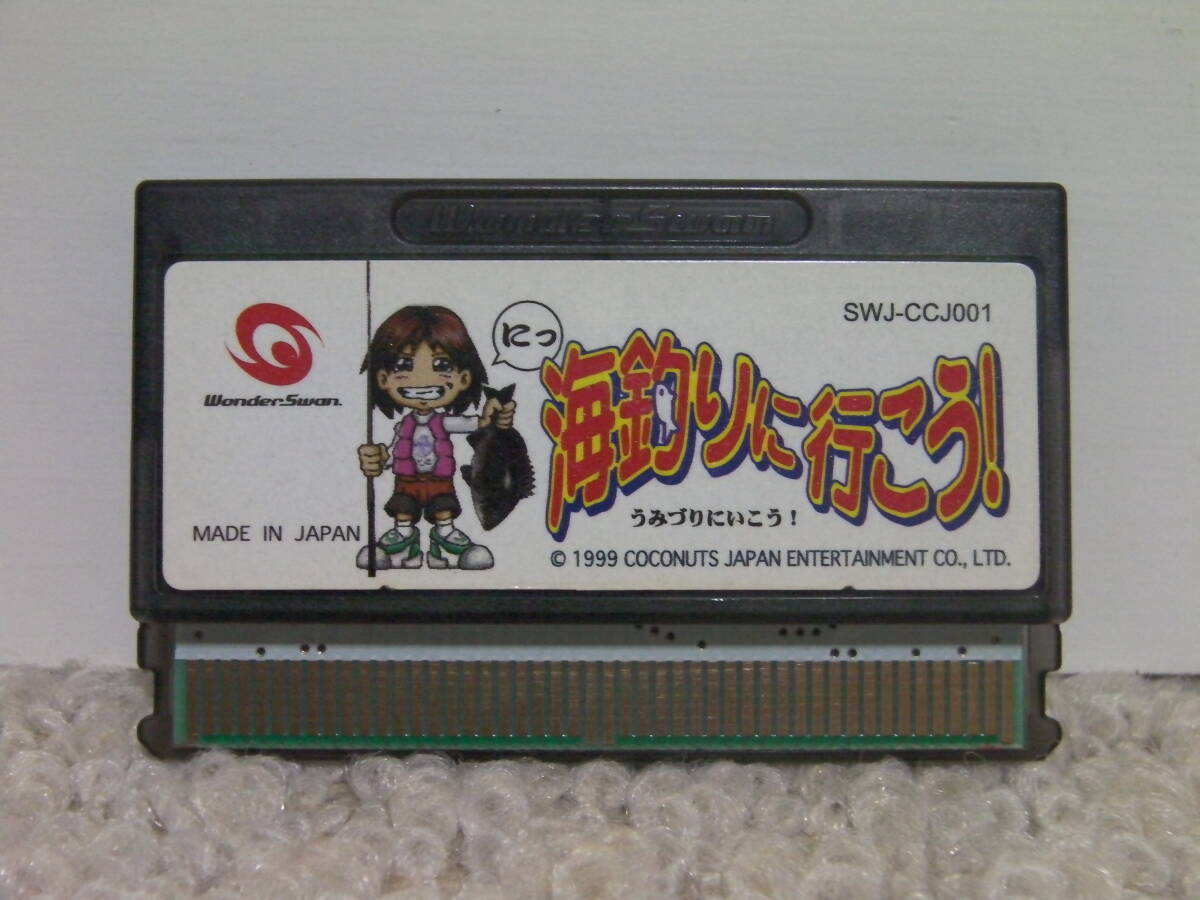 WonderSwan
SWJ-CCJ001
にっ
海釣りに行こう!
WonderSwan
うみづりにいこう!
MADE IN JAPAN
© 1999 COCONUTS JAPAN ENTERTAINMENT CO., LTD.